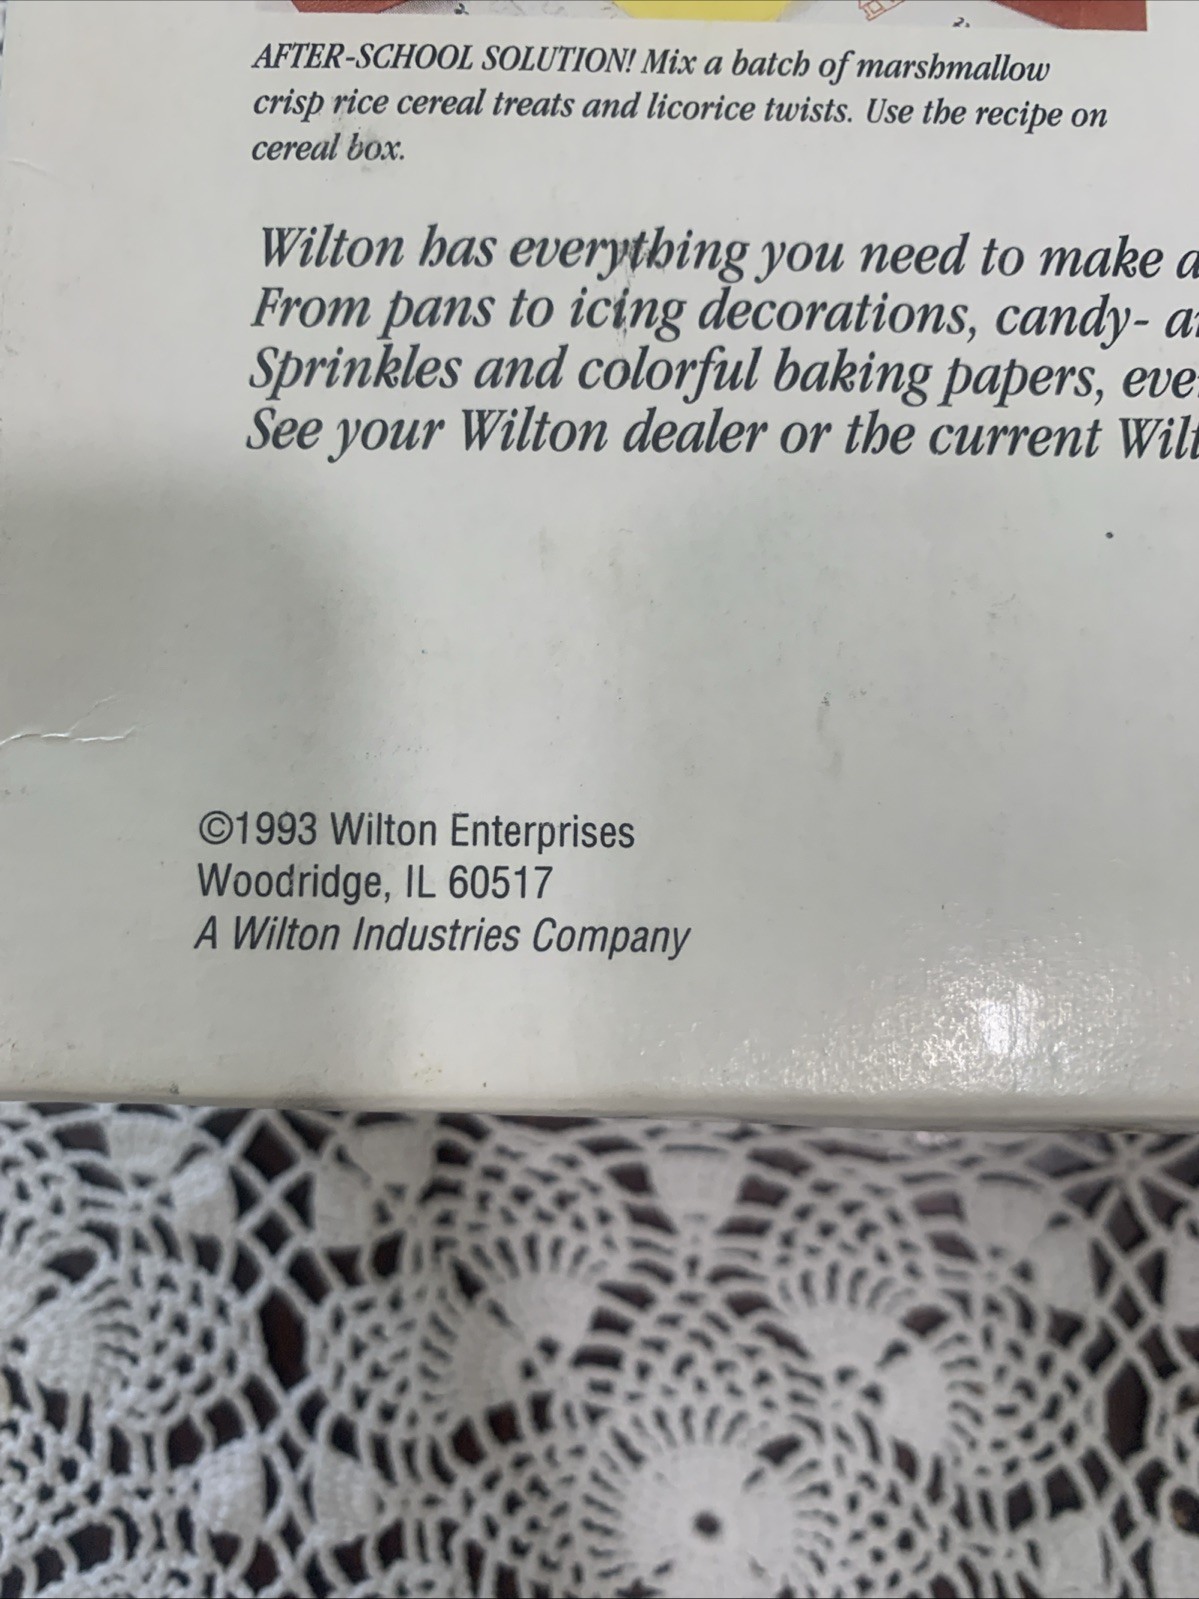 2.
2.
AFTER-SCHOOL SOLUTION! Mix a batch of marshmallow
crisp rice cereal treats and licorice twists. Use the recipe on
cereal box.
Wilton has everything you need to make a
From pans to icing decorations, candy-
Sprinkles and colorful baking papers,
See your Wilton dealer or the current
©1993 Wilton Enterprises
Woodridge, IL 60517
A Wilton Industries Company